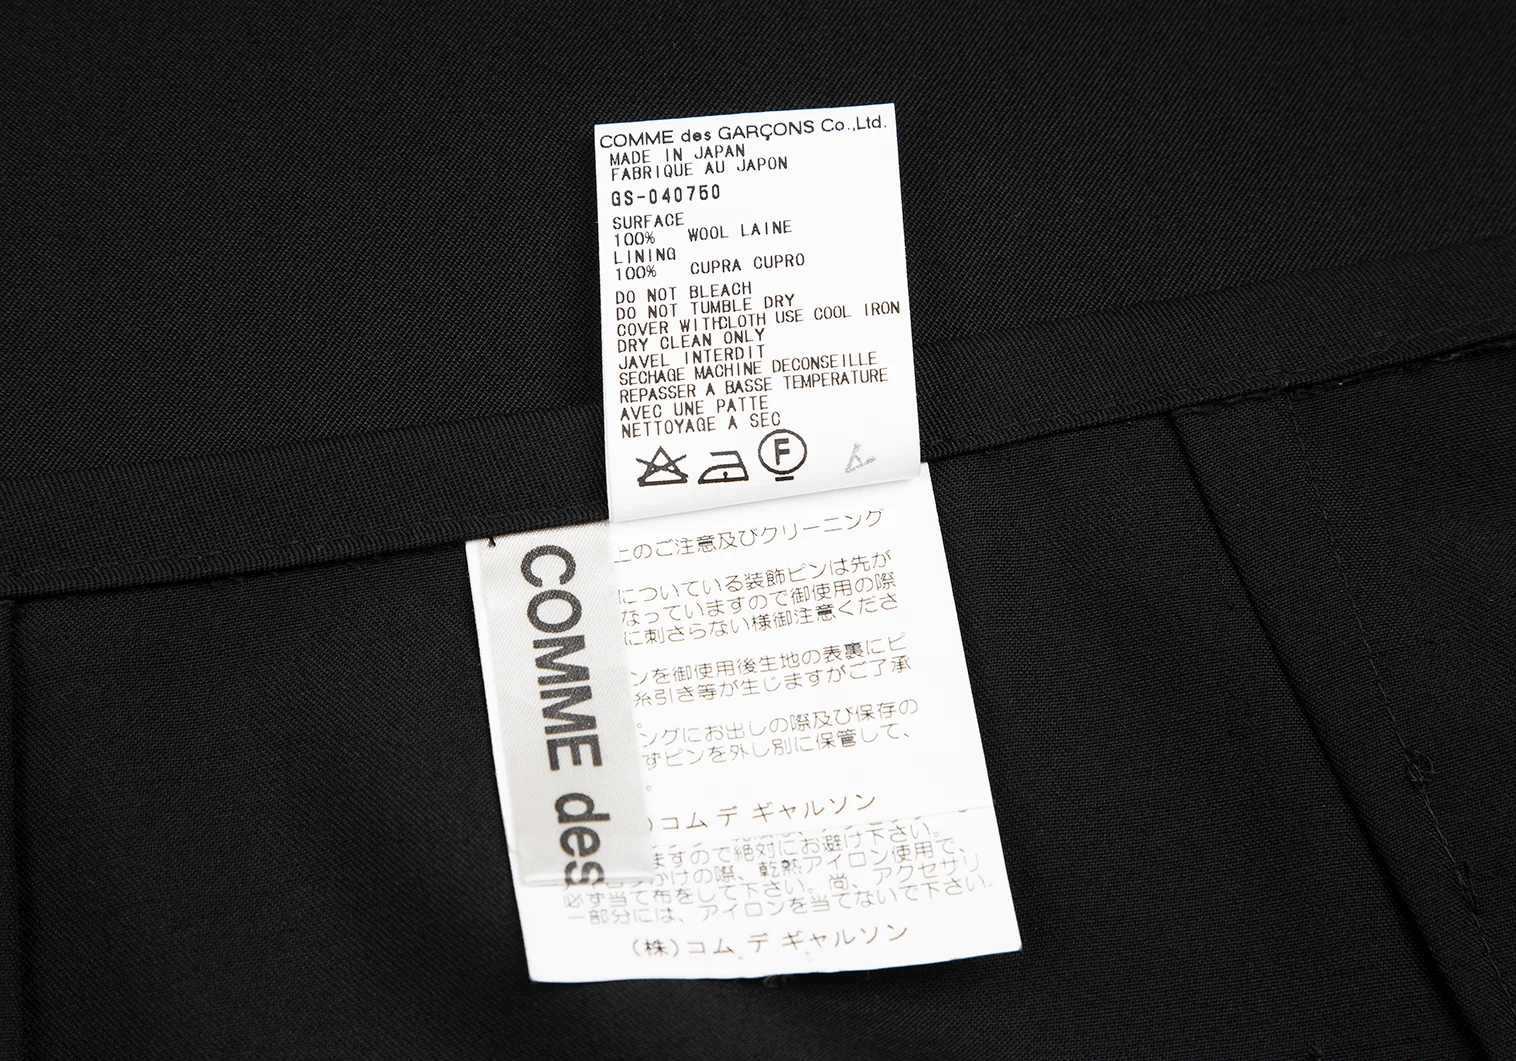 COMME des GARÇONS Co.,Ltd.
MADE IN JAPAN
FABRIQUE AU JAPON
GS-040750
SURFACE
100% WOOL LAINE
LINING
100% CUPRA CUPRO
DO NOT BLEACH
DO NOT TUMBLE DRY
COVER WITHCLOTH USE COOL IRON
DRY CLEAN ONLY
JAVEL INTERDIT
SECHAGE MACHINE DECONSEILLE
REPASSER A BASSE TEMPERATURE
AVEC UNE PATTE
NETTOYAGE A SEC
F
上のご注意及びクリーニング
についている装飾ピンは先が
なっていますので御使用の際
に刺さらない様御注意くださ
ンを御使用後生地の表裏にピ
糸引き等が生じますがご了承
。
ングにお出しの際及び保存の
ずピンを外し別に保管して、
。
)コム デ ギャルソン
COMME des
ますので絶対にお避け下さい。
かけの際、乾熱アイロン使用で、
必ず当て布をして下さい。尚、アクセサリ
一部分には、アイロンを当てないで下さい。
(株)コム デ ギャルソン